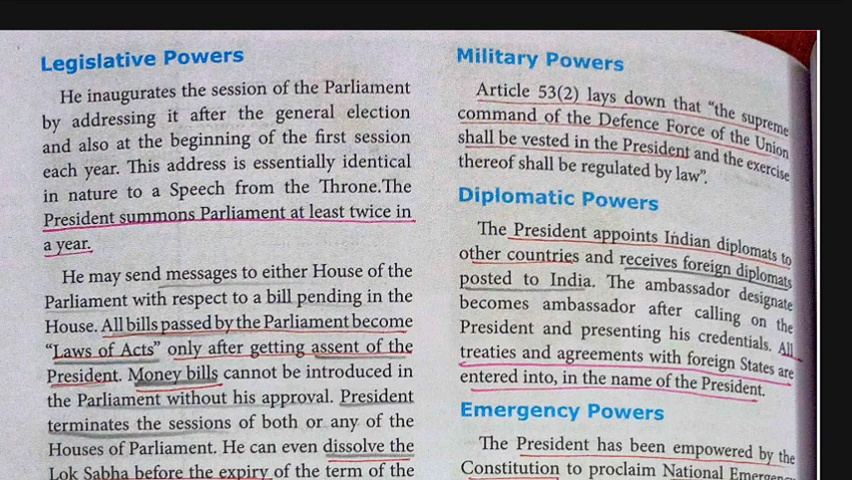 Legislative Powers
He inaugurates the session of the Parliament
by addressing it after the general election
and also at the beginning of the first session
each year. This address is essentially identical
in nature to a Speech from the Throne.The
President summons Parliament at least twice in
a year.
He may send messages to either House of the
Parliament with respect to a bill pending in the
House. All bills passed by the Parliament become
“Laws of Acts” only after getting assent of the
President. Money bills cannot be introduced in
the Parliament without his approval. President
terminates the sessions of both or any of the
Houses of Parliament. He can even dissolve the
Lok Sabha before the expiry of the term of the
Military Powers
Article 53(2) lays down that “the supreme
command of the Defence Force of the Union
shall be vested in the President and the exercise
thereof shall be regulated by law”.
Diplomatic Powers
The President appoints Indian diplomats to
other countries and receives foreign diplomats
posted to India. The ambassador designate
becomes ambassador after calling on the
President and presenting his credentials. All
treaties and agreements with foreign States are
entered into, in the name of the President.
Emergency Powers
The President has been empowered by the
Constitution to proclaim National